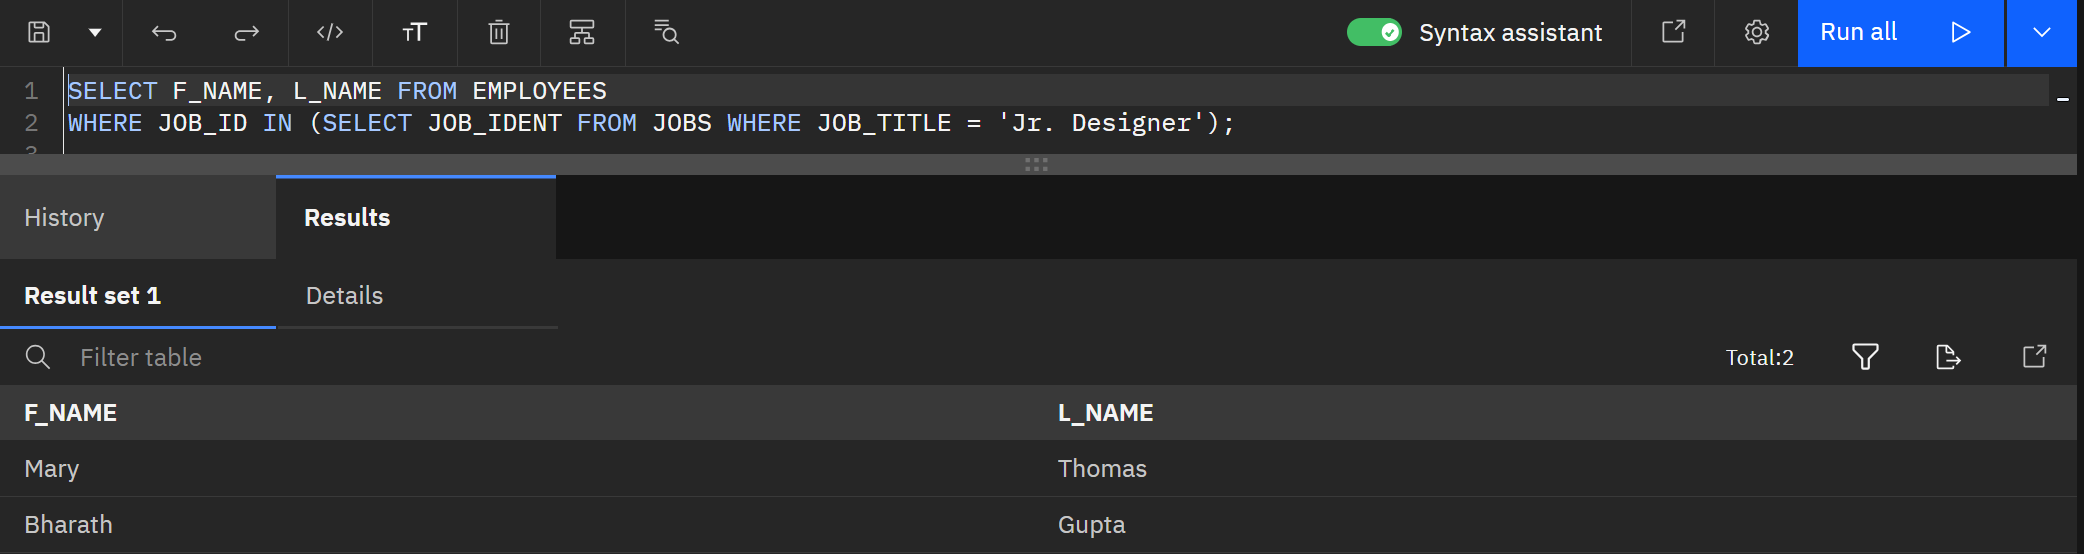 </> TT Syntax assistant Run all
1 SELECT F_NAME, L_NAME FROM EMPLOYEES
2 WHERE JOB_ID IN (SELECT JOB_IDENT FROM JOBS WHERE JOB_TITLE = 'Jr. Designer');
3
History Results
Result set 1 Details
Filter table Total:2
F_NAME L_NAME
Mary Thomas
Bharath Gupta